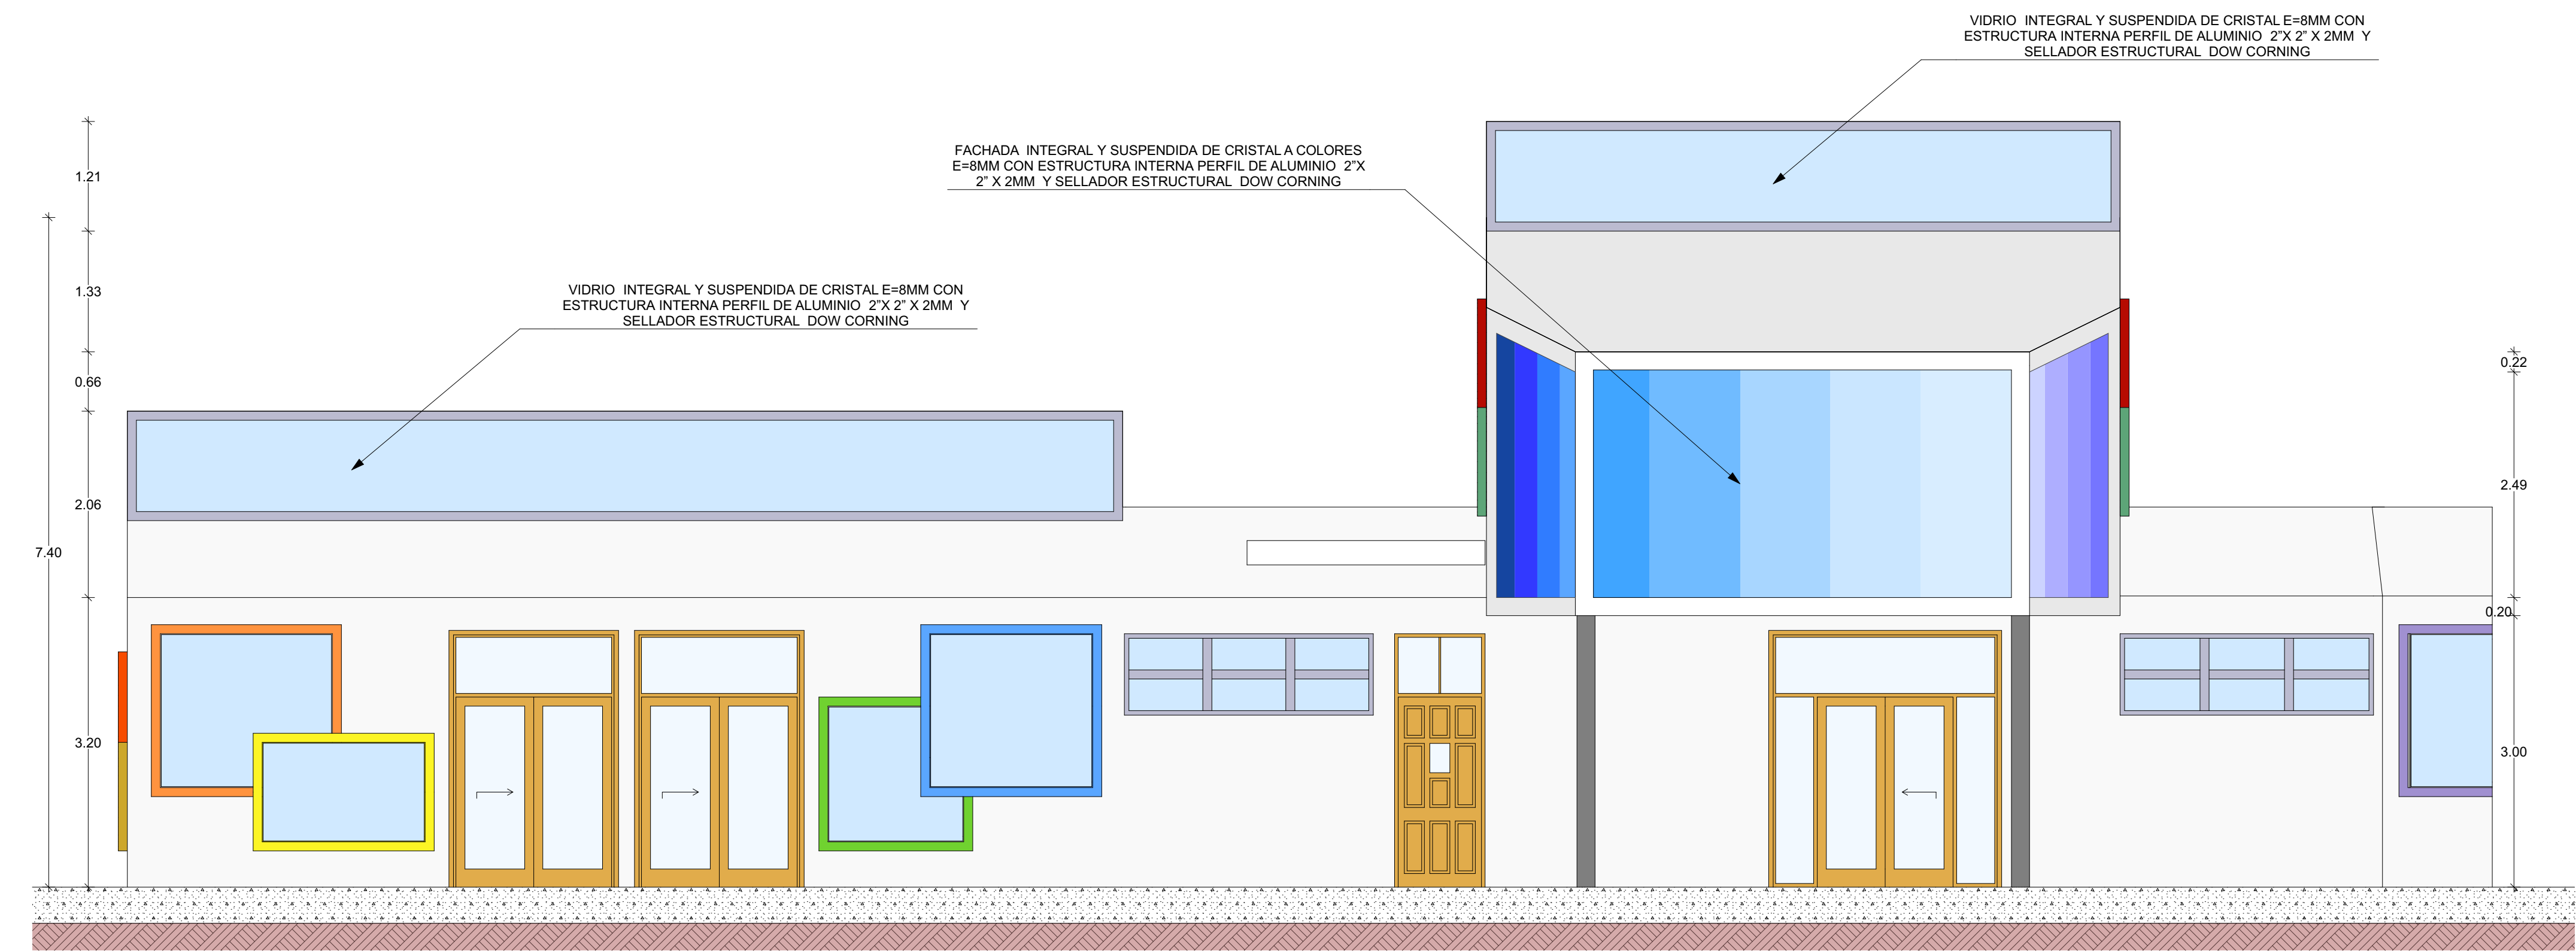 VIDRIO INTEGRAL Y SUSPENDIDA DE CRISTAL E=8MM CON
ESTRUCTURA INTERNA PERFIL DE ALUMINIO 2”X 2” X 2MM Y
SELLADOR ESTRUCTURAL DOW CORNING
FACHADA INTEGRAL Y SUSPENDIDA DE CRISTAL A COLORES
E=8MM CON ESTRUCTURA INTERNA PERFIL DE ALUMINIO 2”X
2” X 2MM Y SELLADOR ESTRUCTURAL DOW CORNING
VIDRIO INTEGRAL Y SUSPENDIDA DE CRISTAL E=8MM CON
ESTRUCTURA INTERNA PERFIL DE ALUMINIO 2”X 2” X 2MM Y
SELLADOR ESTRUCTURAL DOW CORNING
1.21
1.33
0.66
2.06
7.40
3.20
0.22
2.49
0.20
3.00